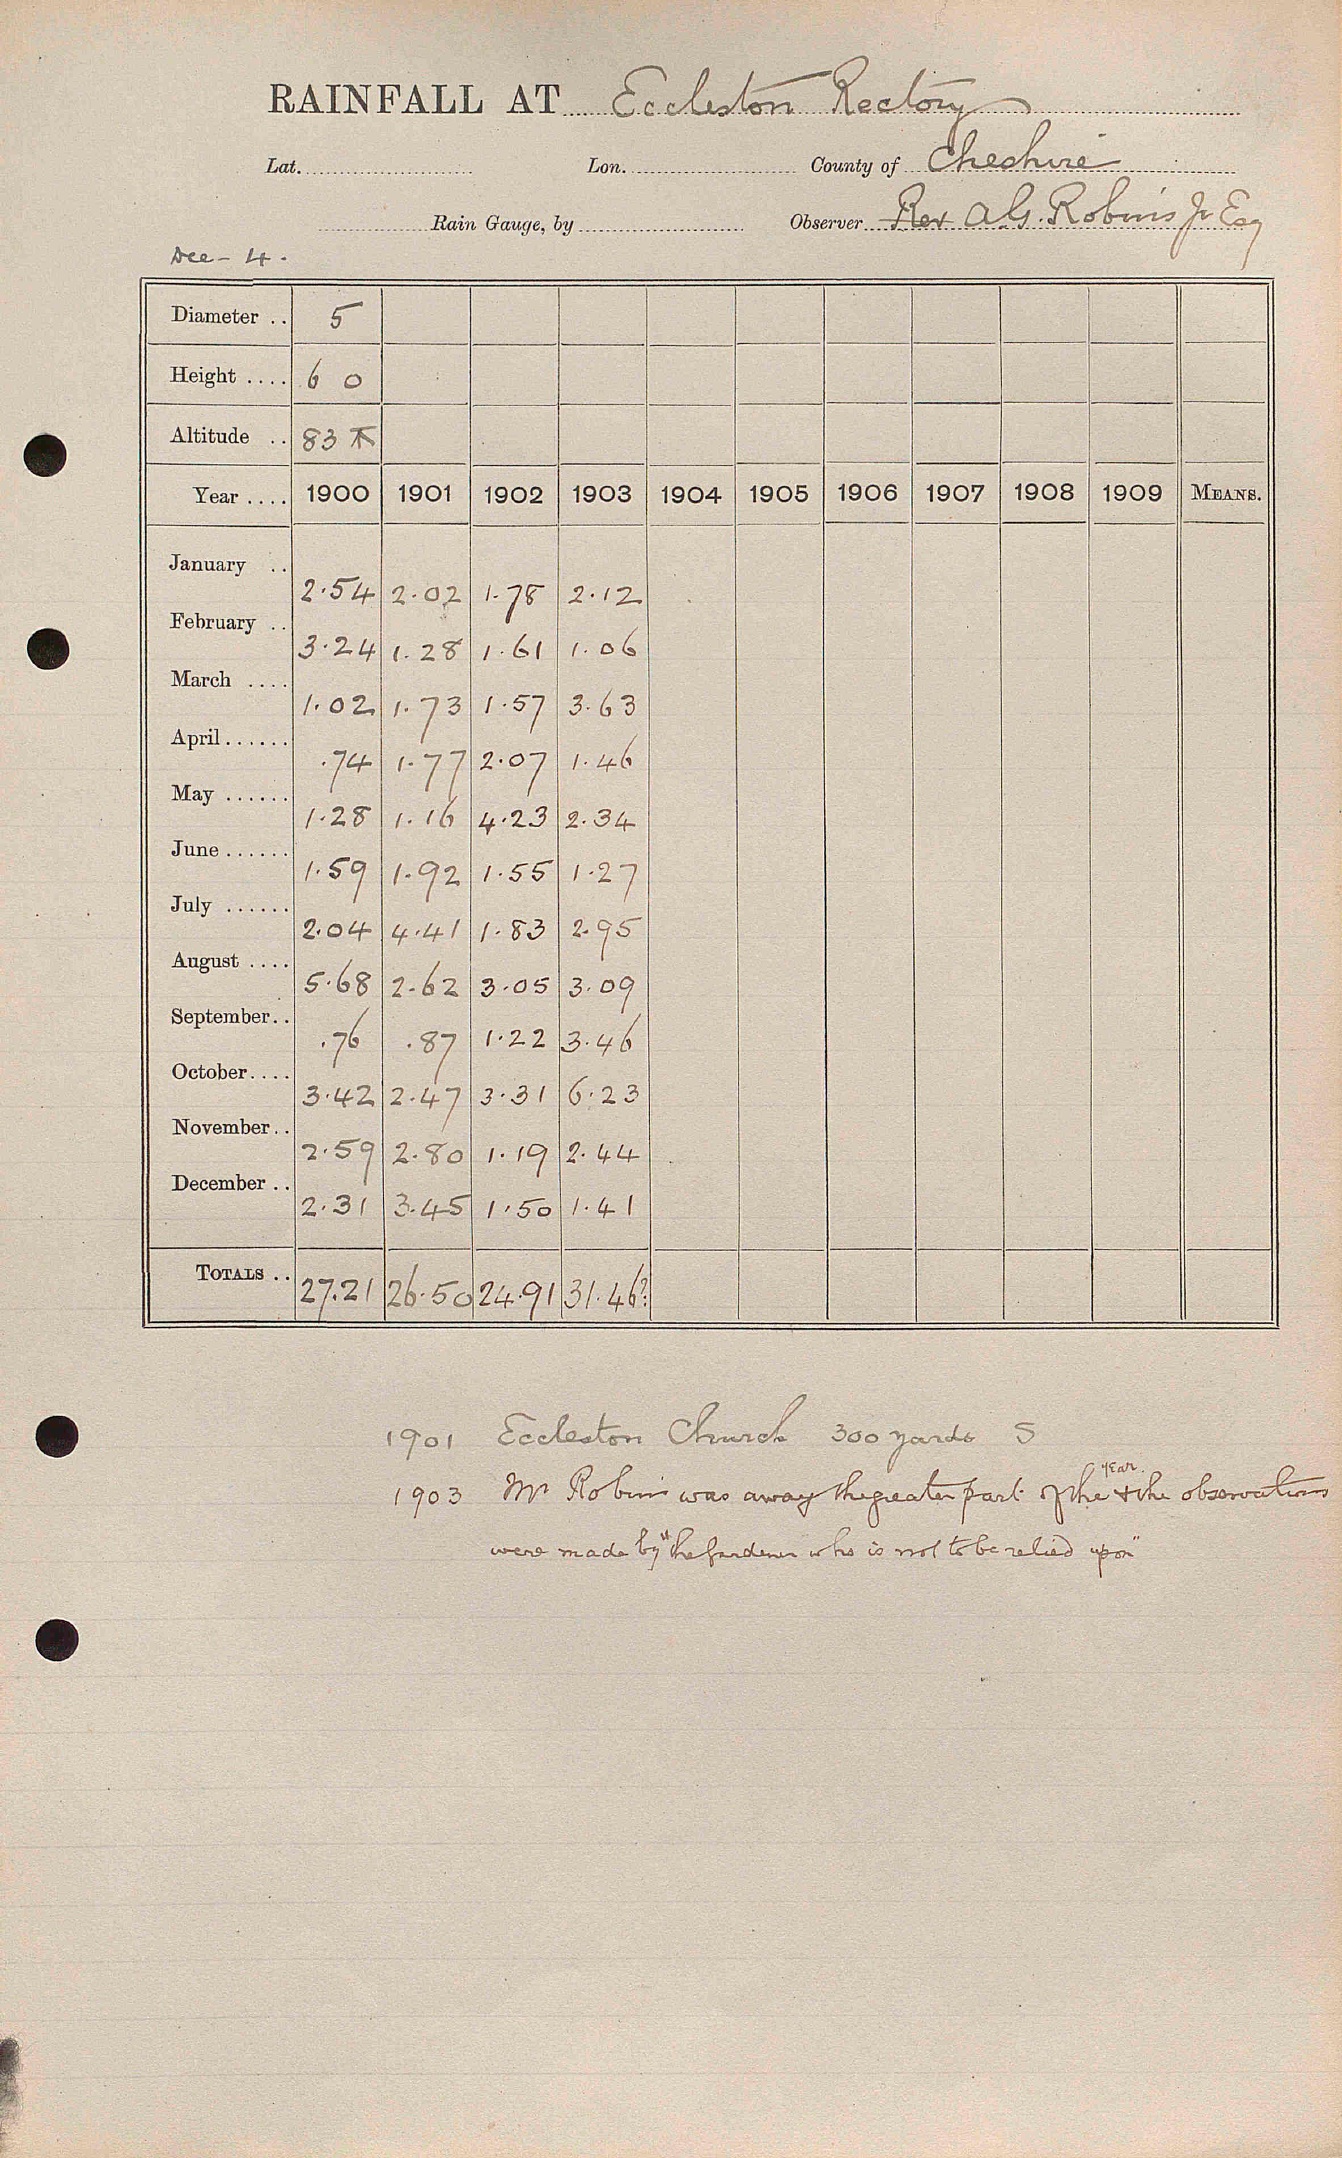 RAINFALL AT Eccleston Rectory
Lat. Lon. County of Cheshire
Rain Gauge, by Observer Rev A.G. Robins Jr Esq
Dec - 4.
Diameter .. 5
Height .... 6 0
Altitude .. 83
Year .... 1900 1901 1902 1903 1904 1905 1906 1907 1908 1909 MEANS.
January .. 2.54 2.02 1.78 2.12
February .. 3.24 1.28 1.61 1.06
March .... 1.02 1.73 1.57 3.63
April...... .74 1.77 2.07 1.46
May ...... 1.28 1.16 4.23 2.34
June ...... 1.59 1.92 1.55 1.27
July ...... 2.04 4.41 1.83 2.95
August .... 5.68 2.62 3.05 3.09
September.. .76 .87 1.22 3.46
October.... 3.42 2.47 3.31 6.23
November.. 2.59 2.80 1.19 2.44
December .. 2.31 3.45 1.50 1.41
TOTALS .. 27.21 26.50 24.91 31.46?
1901 Eccleston Church 300 yards S
1903 Mr Robin was away the greater part of the year & the observations
were made by "the gardener who is not to be relied upon"